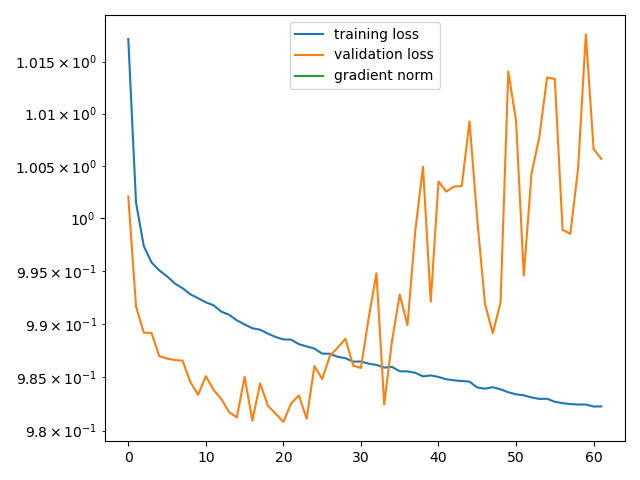 training loss
validation loss
gradient norm
1.015 × 10⁰
1.01 × 10⁰
1.005 × 10⁰
10⁰
9.95 × 10⁻¹
9.9 × 10⁻¹
9.85 × 10⁻¹
9.8 × 10⁻¹
0 10 20 30 40 50 60